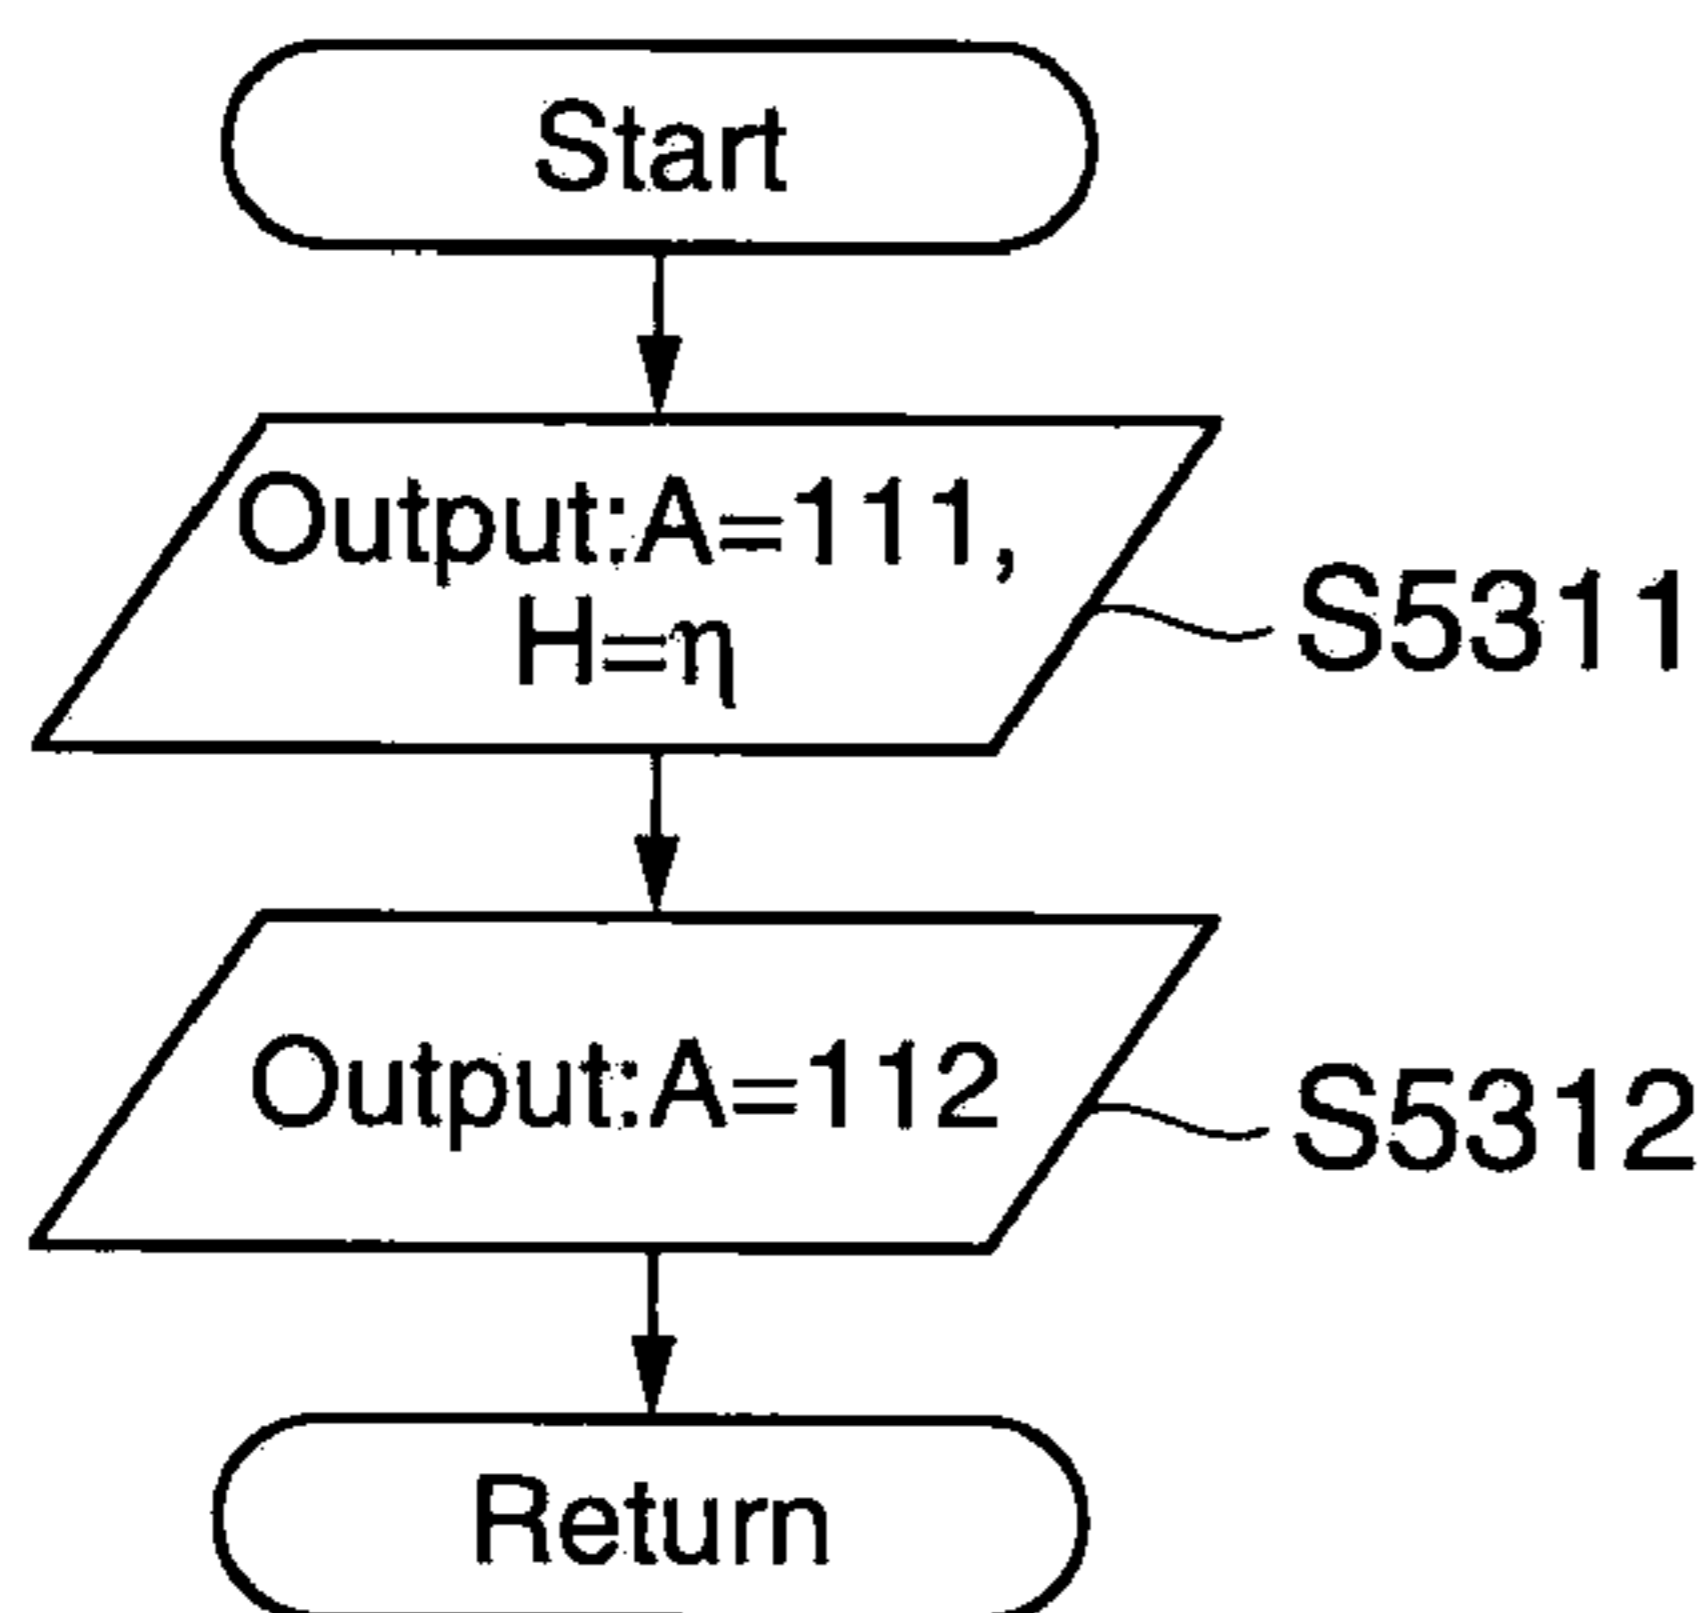 Start
Output:A=111,
H=η
S5311
Output:A=112
S5312
Return